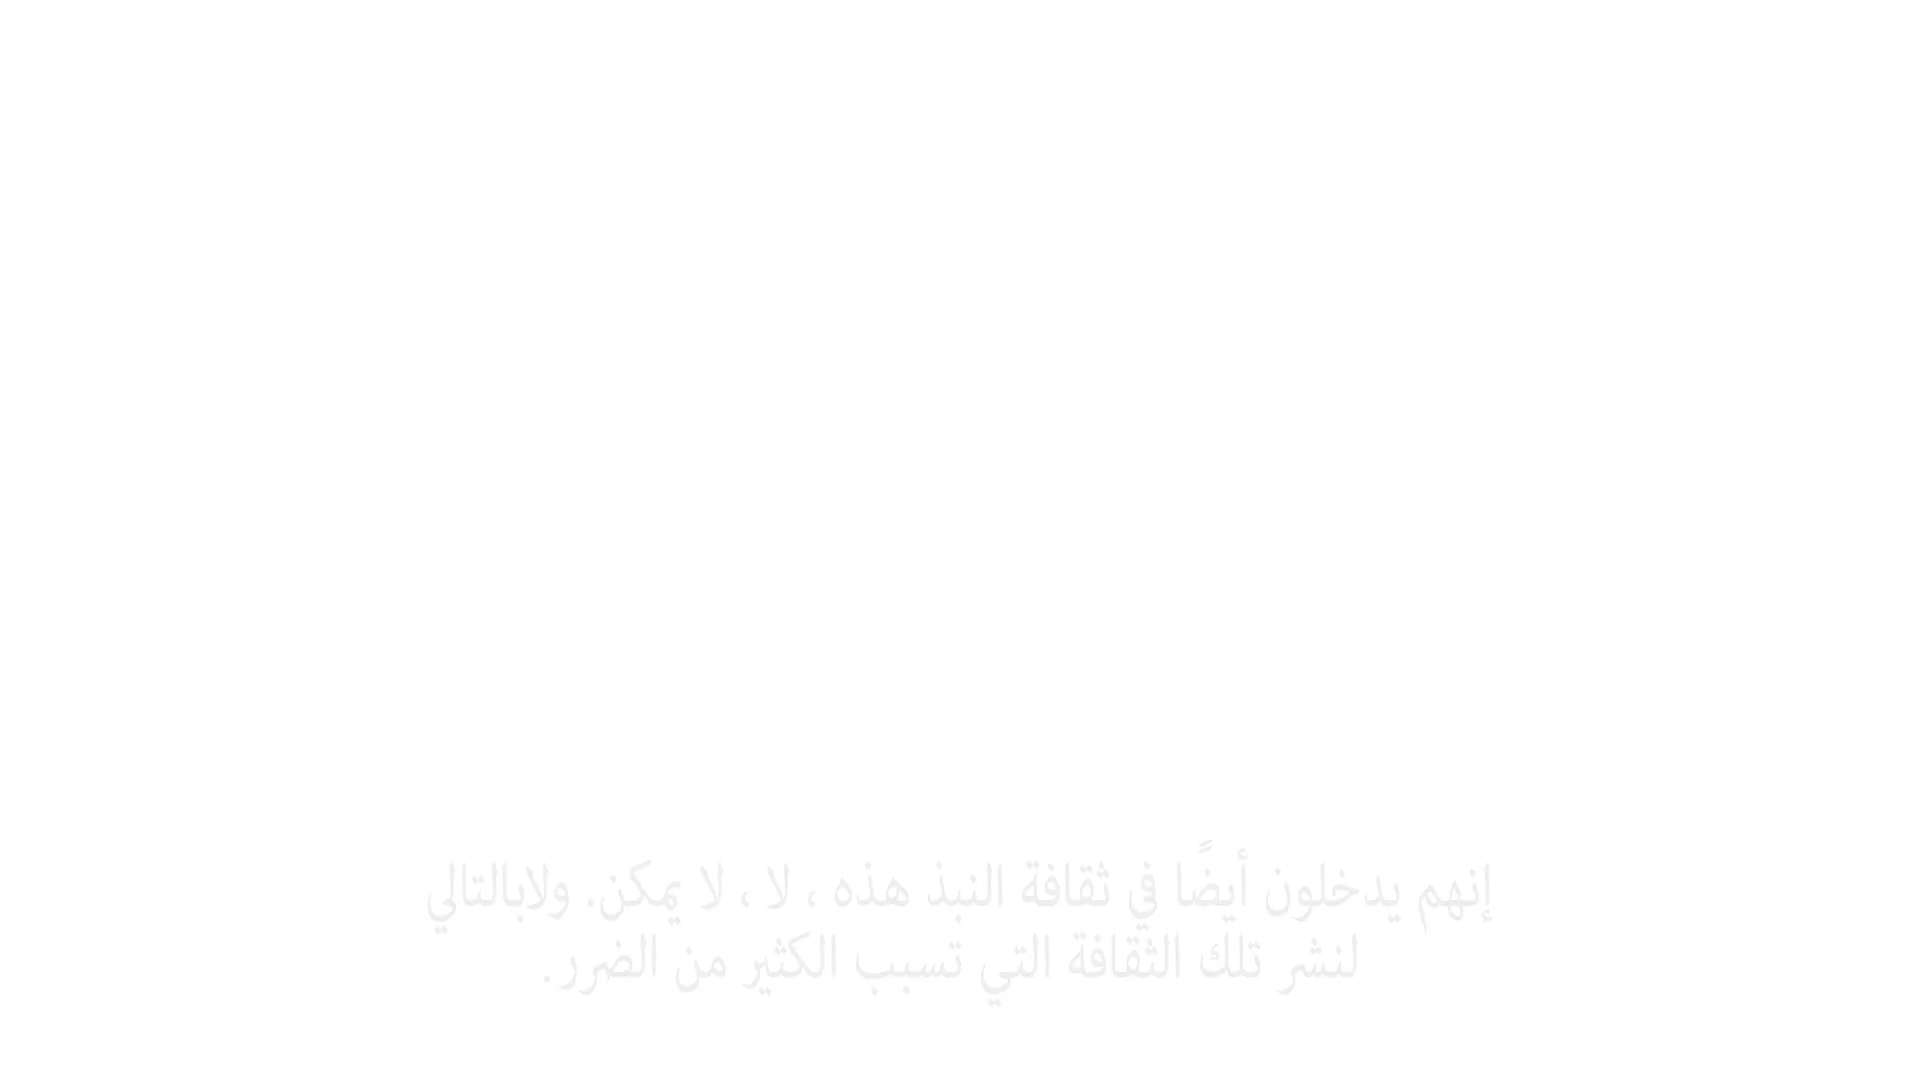 إنهم يدخلون أيضًا في ثقافة النبذ هذه ، لا ، لا يمكن. ولابالتالي
لنشر تلك الثقافة التي تسبب الكثير من الضرر.